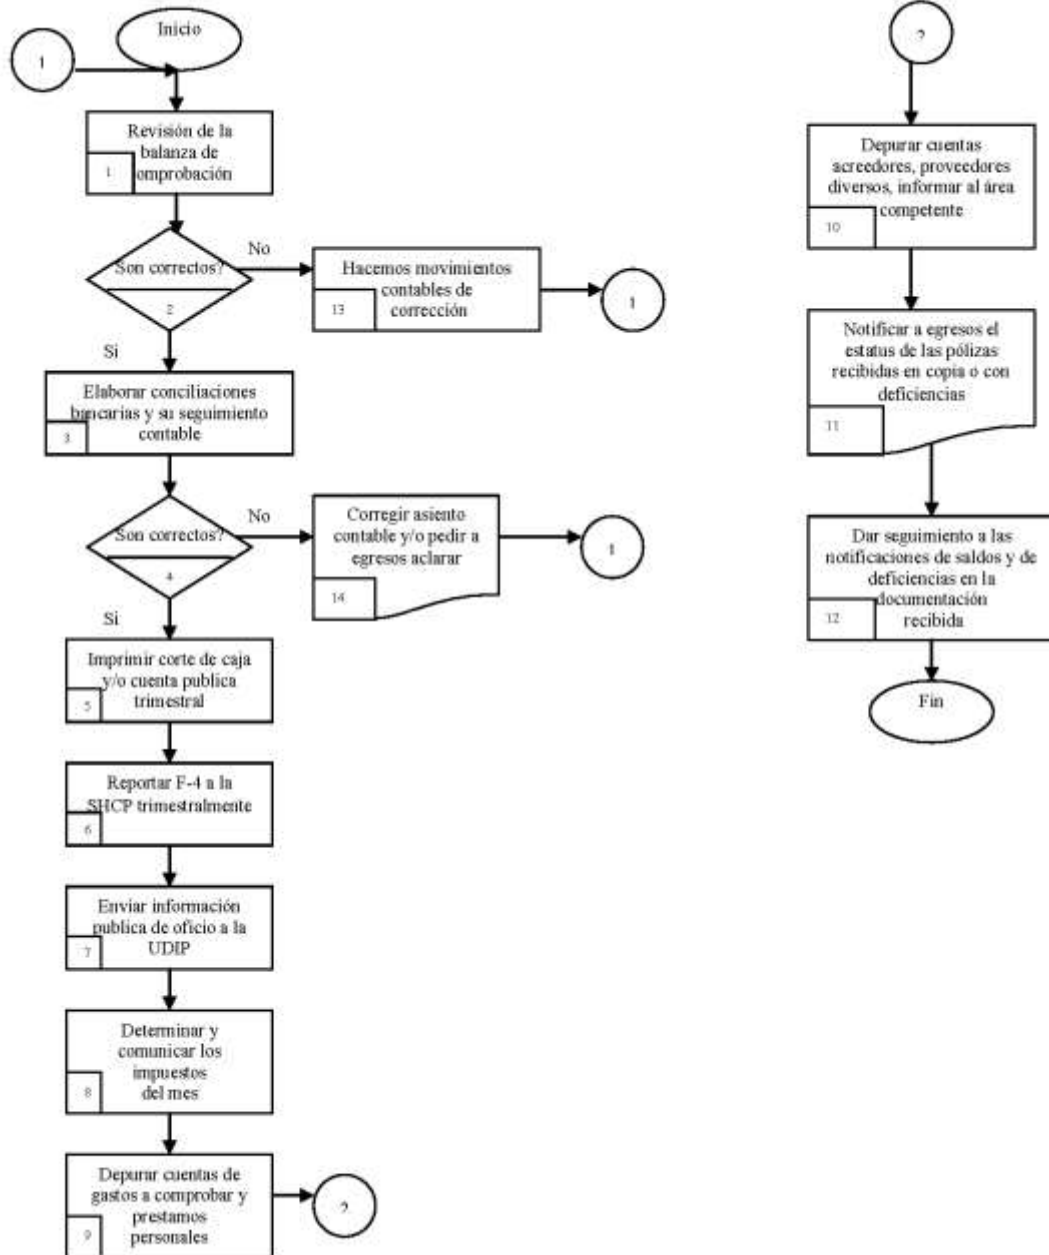 Inicio
1
Revisión de la
balanza de
omprobación
1
Son correctos?
2
No
Hacemos movimientos
contables de
corrección
13
1
Si
Elaborar conciliaciones
bancarias y su seguimiento
contable
3
Son correctos?
4
No
Corregir asiento
contable y/o pedir a
egresos aclarar
14
1
Si
Imprimir corte de caja
y/o cuenta publica
trimestral
5
Reportar F-4 a la
SHCP trimestralmente
6
Enviar información
publica de oficio a la
UDIP
7
Determinar y
comunicar los
impuestos
del mes
8
Depurar cuentas de
gastos a comprobar y
prestamos
personales
9
2
2
Depurar cuentas
acreedores, proveedores
diversos, informar al área
competente
10
Notificar a egresos el
estatus de las pólizas
recibidas en copia o con
deficiencias
11
Dar seguimiento a las
notificaciones de saldos y de
deficiencias en la
documentación
recibida
12
Fin